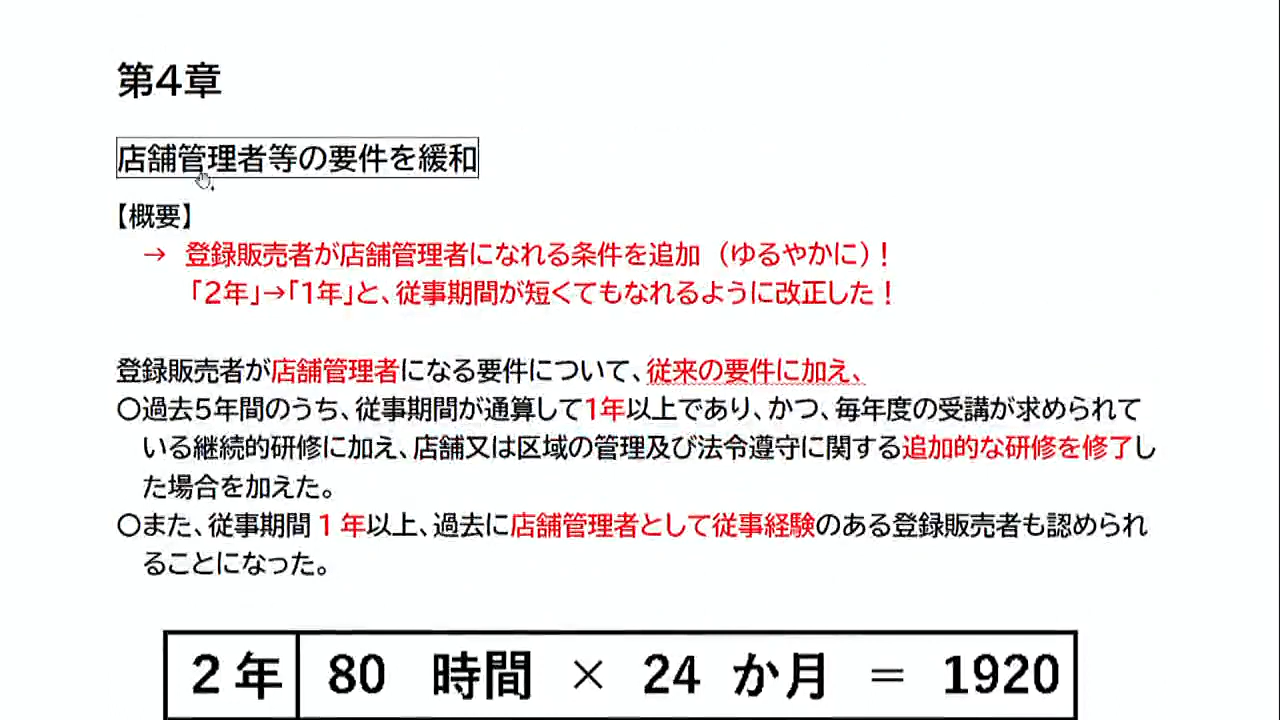 第4章
店舗管理者等の要件を緩和
【概要】
→ 登録販売者が店舗管理者になれる条件を追加（ゆるやかに）！
「2年」→「1年」と、従事期間が短くてもなれるように改正した！
登録販売者が店舗管理者になる要件について、従来の要件に加え、
○過去5年間のうち、従事期間が通算して1年以上であり、かつ、毎年度の受講が求められて
いる継続的研修に加え、店舗又は区域の管理及び法令遵守に関する追加的な研修を修了し
た場合を加えた。
○また、従事期間 1 年以上、過去に店舗管理者として従事経験のある登録販売者も認められ
ることになった。
2 年 80 時間 × 24 か月 = 1920